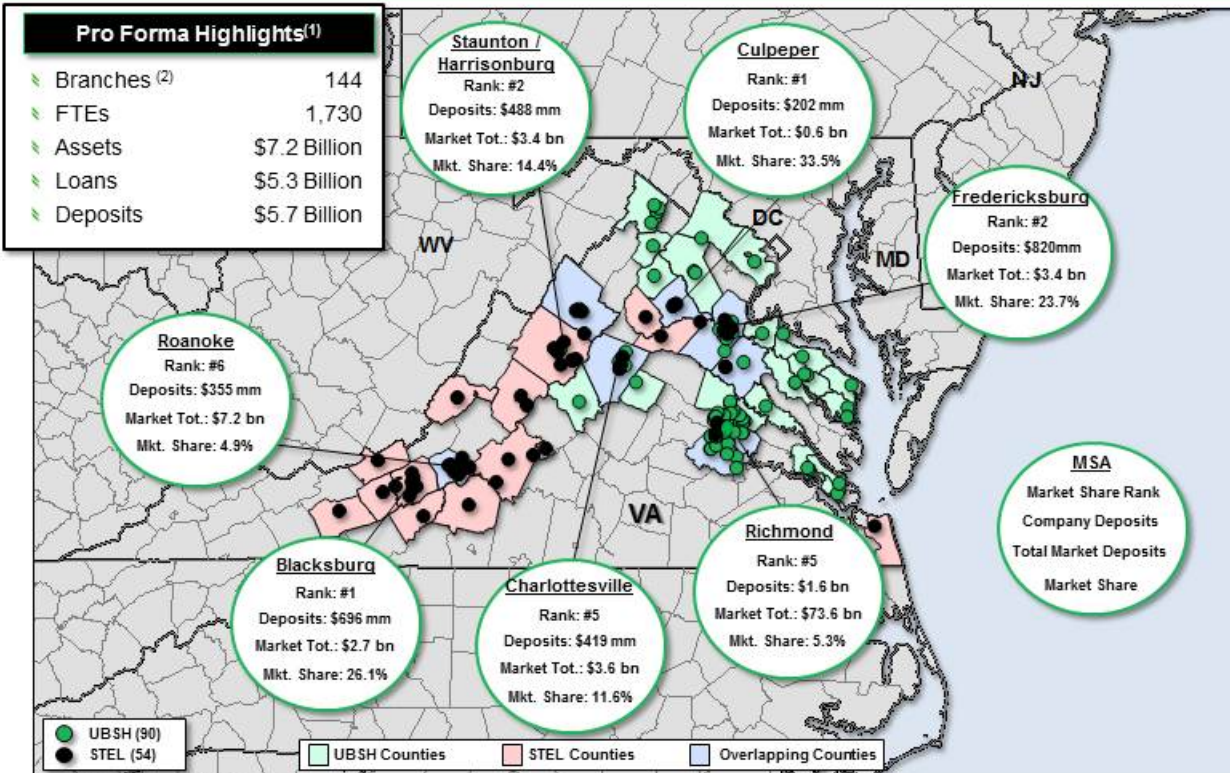 Pro Forma Highlights(1)
Branches (2) 144
FTEs 1,730
Assets $7.2 Billion
Loans $5.3 Billion
Deposits $5.7 Billion
Staunton /
Harrisonburg
Rank: #2
Deposits: $488 mm
Market Tot.: $3.4 bn
Mkt. Share: 14.4%
Culpeper
Rank: #1
Deposits: $202 mm
Market Tot.: $0.6 bn
Mkt. Share: 33.5%
NJ
Fredericksburg
Rank: #2
Deposits: $820mm
Market Tot.: $3.4 bn
Mkt. Share: 23.7%
DC
WV
MD
Roanoke
Rank: #6
Deposits: $355 mm
Market Tot.: $7.2 bn
Mkt. Share: 4.9%
VA
MSA
Market Share Rank
Company Deposits
Total Market Deposits
Market Share
Blacksburg
Rank: #1
Deposits: $696 mm
Market Tot.: $2.7 bn
Mkt. Share: 26.1%
Charlottesville
Rank: #5
Deposits: $419 mm
Market Tot.: $3.6 bn
Mkt. Share: 11.6%
Richmond
Rank: #5
Deposits: $1.6 bn
Market Tot.: $73.6 bn
Mkt. Share: 5.3%
UBSH (90)
STEL (54)
UBSH Counties
STEL Counties
Overlapping Counties